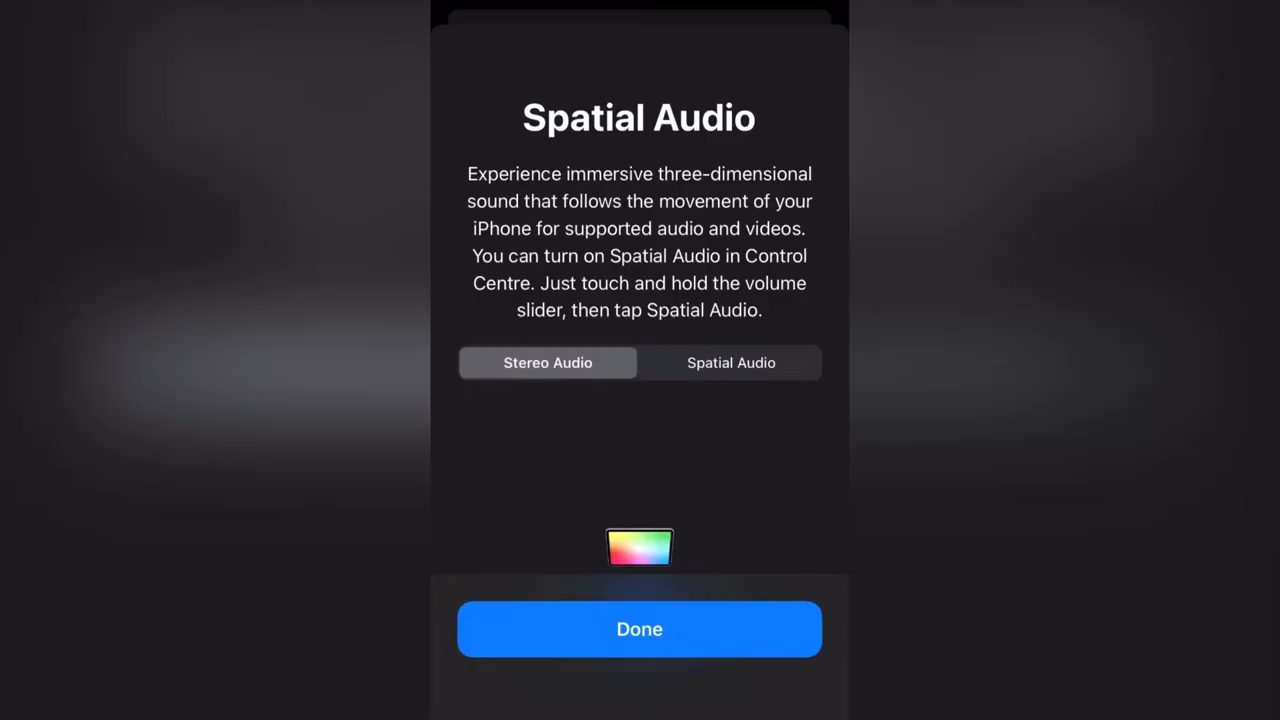 Spatial Audio
Experience immersive three-dimensional
sound that follows the movement of your
iPhone for supported audio and videos.
You can turn on Spatial Audio in Control
Centre. Just touch and hold the volume
slider, then tap Spatial Audio.
Stereo Audio
Spatial Audio
Done